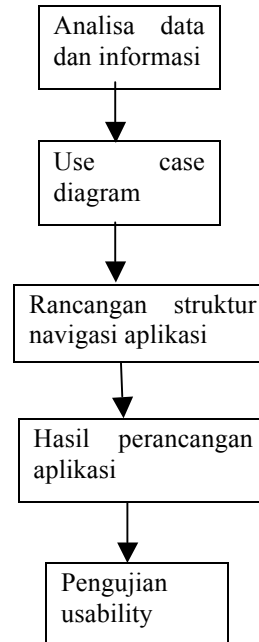 Analisa data
dan informasi
Use case
diagram
Rancangan struktur
navigasi aplikasi
Hasil perancangan
aplikasi
Pengujian
usability